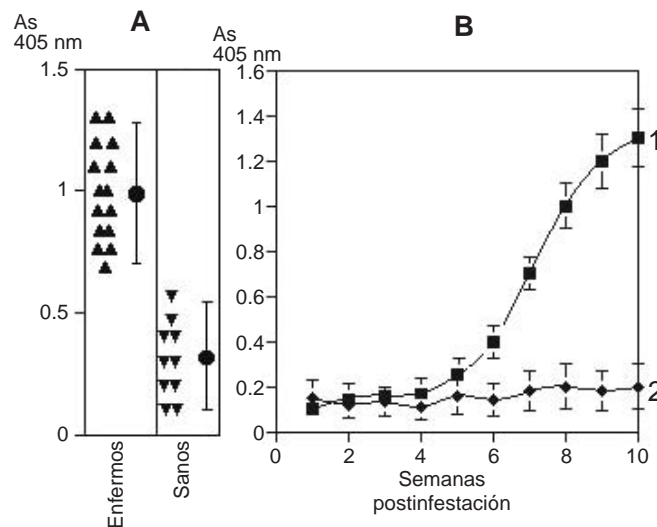 As
405 nm
A
1.5
1
0.5
0
Enfermos
Sanos
As
405 nm
B
1.6
1.4
1.2
1
0.8
0.6
0.4
0.2
0
0 2 4 6 8 10
1
2
Semanas
postinfestación